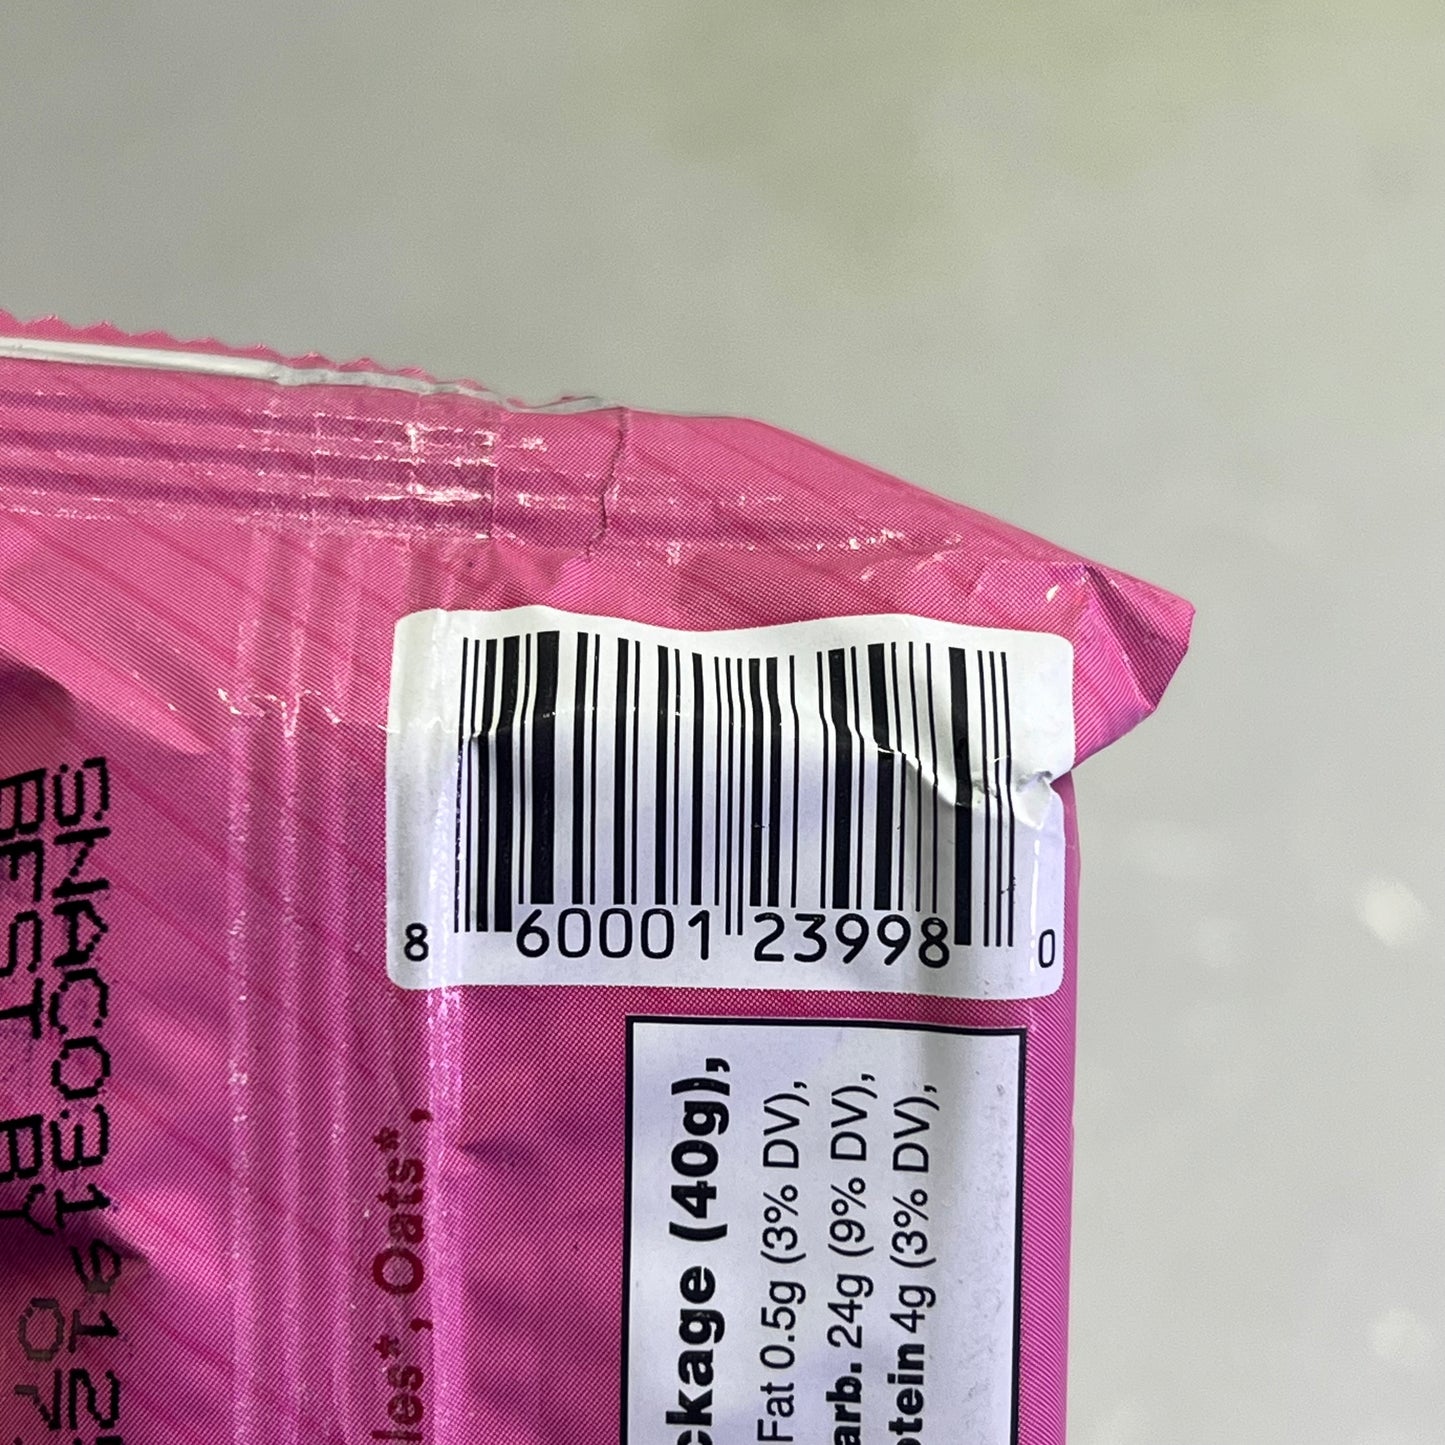 8 60001 23998 0
ckage (40g),
Fat 0.5g (3% DV),
arb. 24g (9% DV),
otein 4g (3% DV),
les*, Oats*,
SNACO31
BEST BY